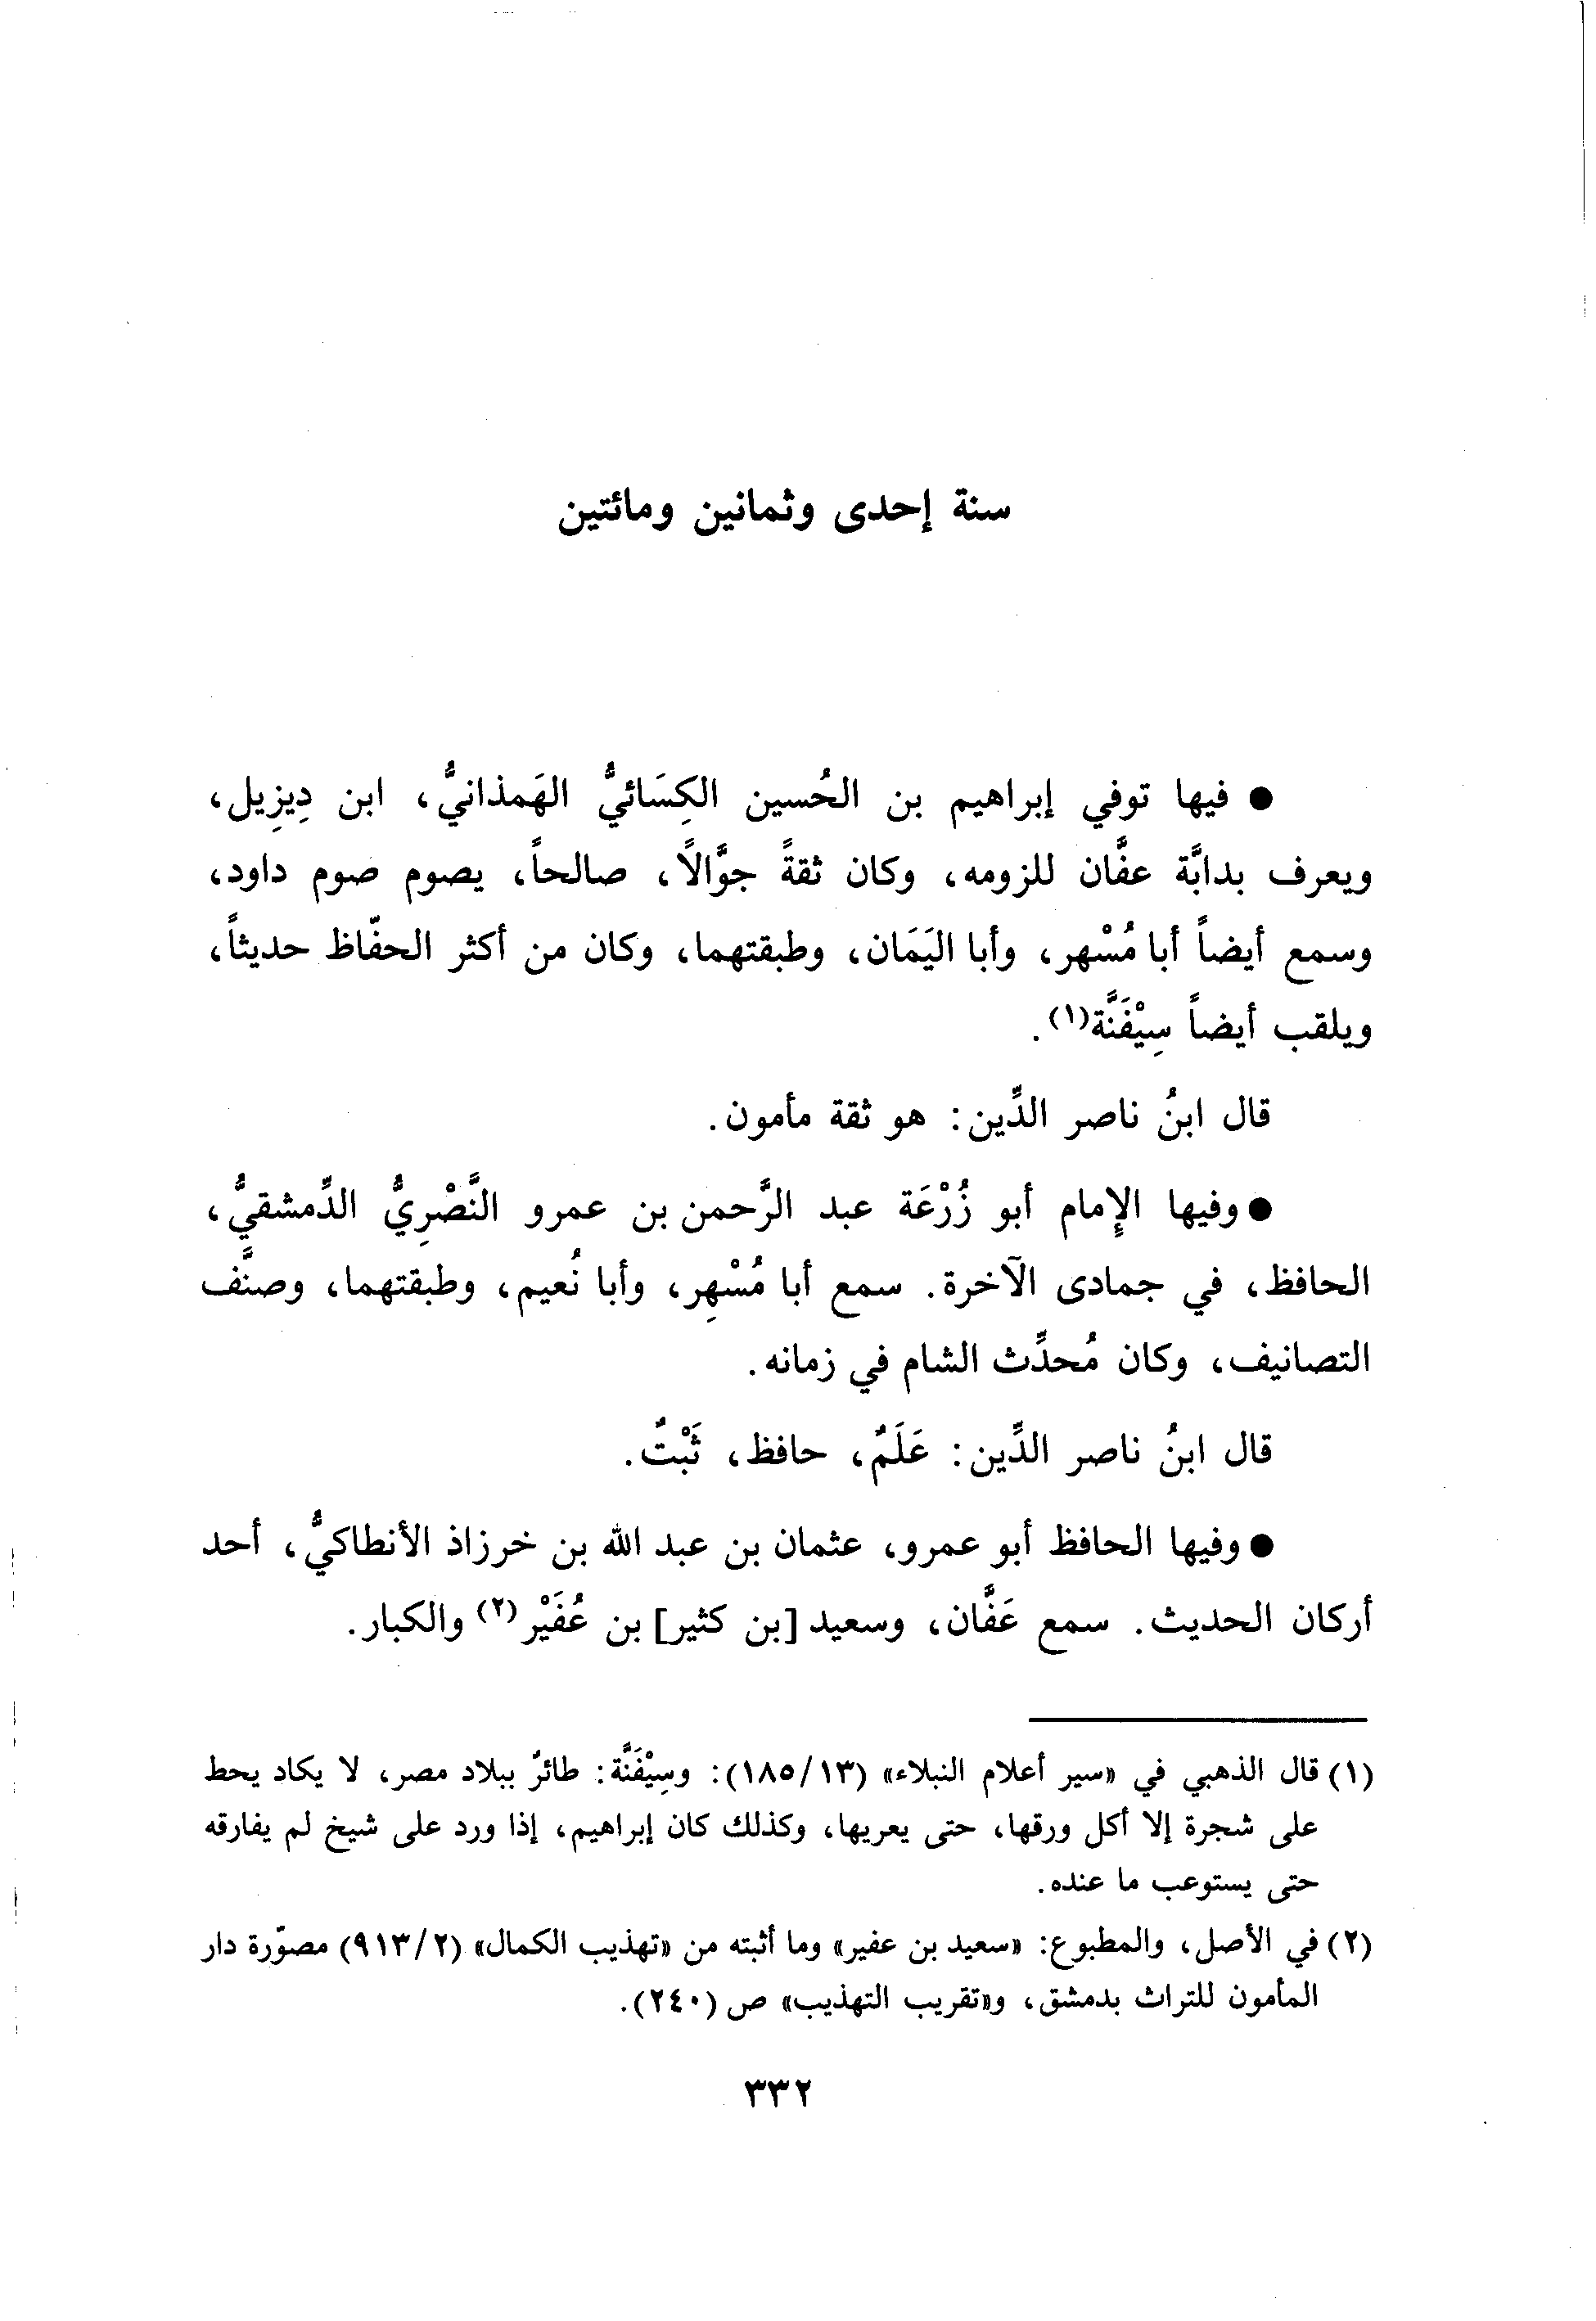 سنة إحدى وثمانين ومائتين
● فيها توفي إبراهيم بن الحُسين الكِسَائيُّ الهَمذانيُّ، ابن دِيزِيل،
ويعرف بدابَّة عفَّان للزومه، وكان ثقةً جوَّالًا، صالحاً، يصوم صوم داود،
وسمع أيضاً أبا مُسْهر، وأبا اليَمَان، وطبقتهما، وكان من أكثر الحفّاظ حديثاً،
ويلقب أيضاً سِيْفَنَّة(١).
قال ابنُ ناصر الدِّين: هو ثقة مأمون.
● وفيها الإمام أبو زُرْعَة عبد الرَّحمن بن عمرو النَّصْرِيُّ الدِّمشقيُّ،
الحافظ، في جمادى الآخرة. سمع أبا مُسْهِر، وأبا نُعيم، وطبقتهما، وصنَّف
التصانيف، وكان مُحدِّث الشام في زمانه.
قال ابنُ ناصر الدِّين: عَلَمٌ، حافظ، ثَبْتٌ.
● وفيها الحافظ أبو عمرو، عثمان بن عبد الله بن خرزاذ الأنطاكيُّ، أحد
أركان الحديث. سمع عَفَّان، وسعيد [بن كثير] بن عُفَيْر(٢) والكبار.
(١) قال الذهبي في «سير أعلام النبلاء» (١٣/ ١٨٥): وسِيْفَنَّة: طائرٌ ببلاد مصر، لا يكاد يحط
على شجرة إلا أكل ورقها، حتى يعريها، وكذلك كان إبراهيم، إذا ورد على شيخ لم يفارقه
حتى يستوعب ما عنده.
(٢) في الأصل، والمطبوع: «سعيد بن عفير» وما أثبته من «تهذيب الكمال» (٢/ ٩١٣) مصوّرة دار
المأمون للتراث بدمشق، و«تقريب التهذيب» ص (٢٤٠).
٣٣٢